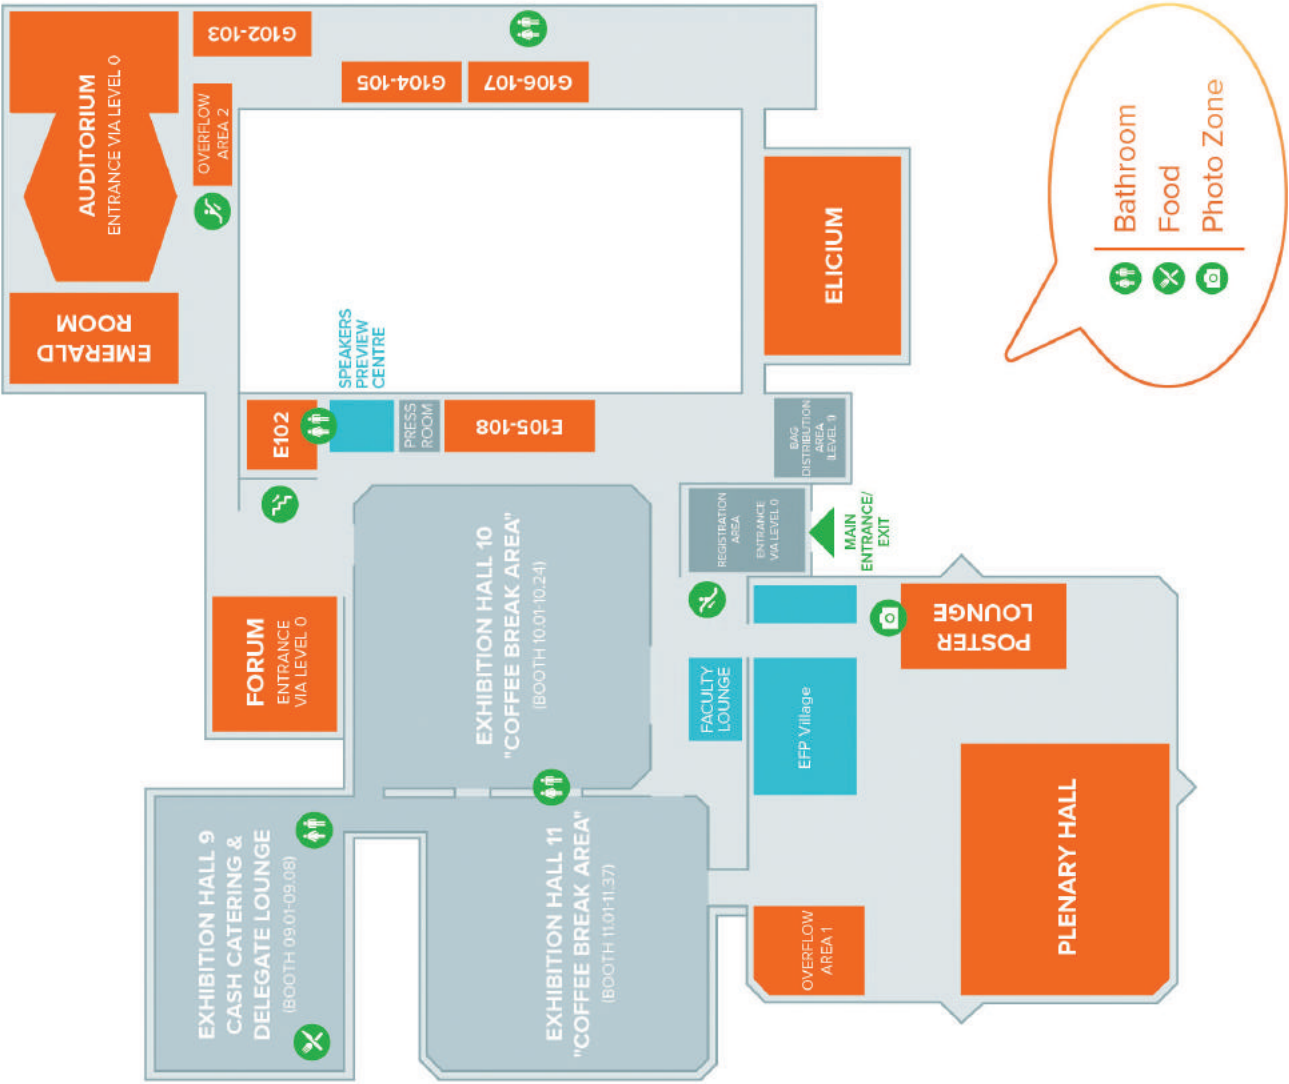 AUDITORIUM
ENTRANCE VIA LEVEL 0
G102-103
OVERFLOW
AREA 2
G104-105
G106-107
EMERALD
ROOM
ELICIUM
SPEAKERS
PREVIEW
CENTRE
E102
PRESS
ROOM
E105-108
BAG
DISTRIBUTION
AREA
(LEVEL 1)
REGISTRATION
AREA
ENTRANCE
VIA LEVEL 0
MAIN
ENTRANCE/
EXIT
FORUM
ENTRANCE
VIA LEVEL 0
EXHIBITION HALL 10
"COFFEE BREAK AREA"
(BOOTH 10.01-10.24)
FACULTY
LOUNGE
EFP Village
POSTER
LOUNGE
EXHIBITION HALL 9
CASH CATERING &
DELEGATE LOUNGE
(BOOTH 09.01-09.08)
EXHIBITION HALL 11
"COFFEE BREAK AREA"
(BOOTH 11.01-11.37)
OVERFLOW
AREA 1
PLENARY HALL
Bathroom
Food
Photo Zone